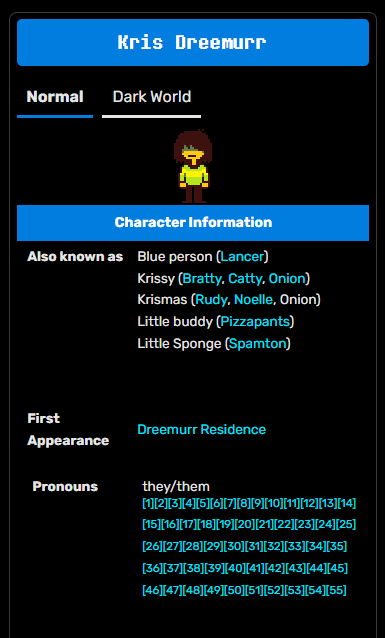 Kris Dreemurr
Normal Dark World
Character Information
Also known as Blue person (Lancer)
Krissy (Bratty, Catty, Onion)
Krismas (Rudy, Noelle, Onion)
Little buddy (Pizzapants)
Little Sponge (Spamton)
First
Appearance
Dreemurr Residence
Pronouns they/them
[1][2][3][4][5][6][7][8][9][10][11][12][13][14]
[15][16][17][18][19][20][21][22][23][24][25]
[26][27][28][29][30][31][32][33][34][35]
[36][37][38][39][40][41][42][43][44][45]
[46][47][48][49][50][51][52][53][54][55]